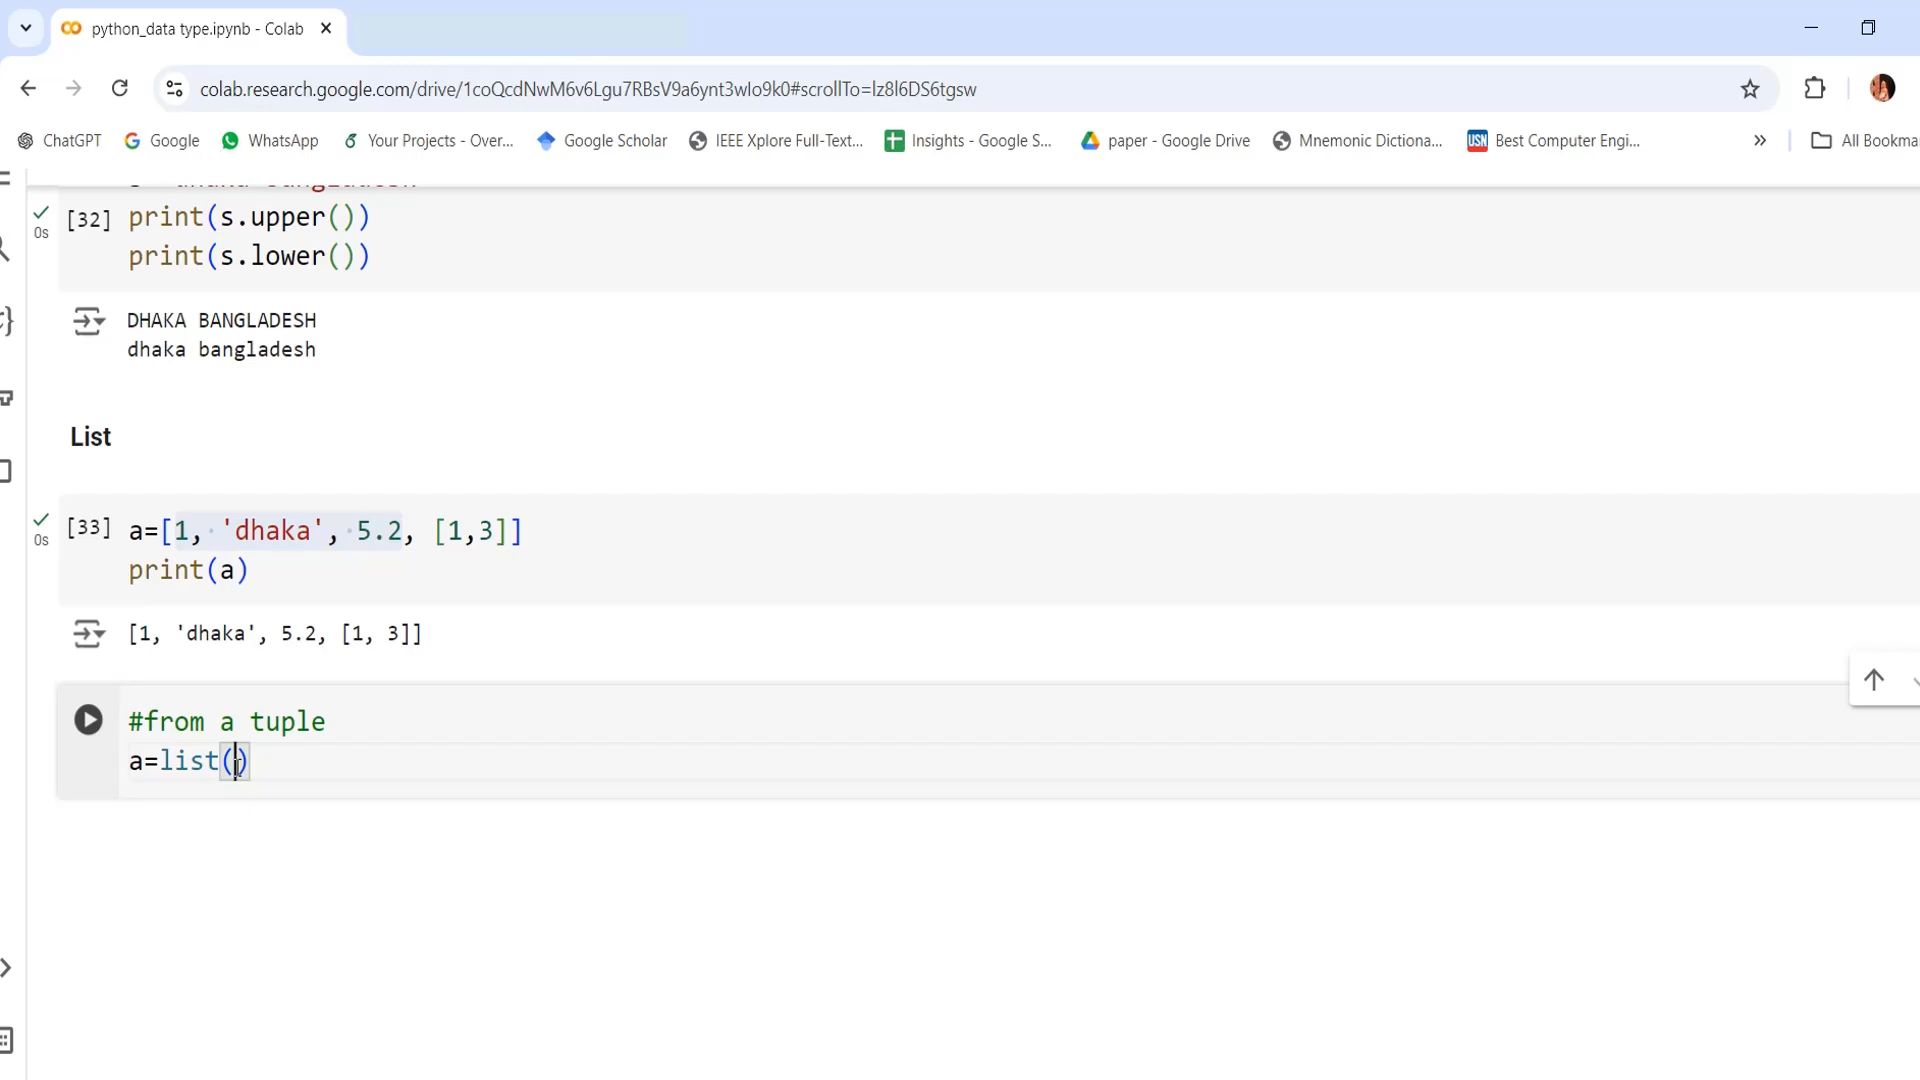 python_data type.ipynb - Colab
colab.research.google.com/drive/1coQcdNwM6v6Lgu7RBsV9a6ynt3wIo9k0#scrollTo=lz8l6DS6tgsw
ChatGPT
Google
WhatsApp
Your Projects - Over...
Google Scholar
IEEE Xplore Full-Text...
Insights - Google S...
paper - Google Drive
Mnemonic Dictiona...
USN
Best Computer Engi...
All Bookma
[32]
0s
print(s.upper())
print(s.lower())
DHAKA BANGLADESH
dhaka bangladesh
List
[33] a=[1, 'dhaka', 5.2, [1,3]]
0s
print(a)
[1, 'dhaka', 5.2, [1, 3]]
#from a tuple
a=list()